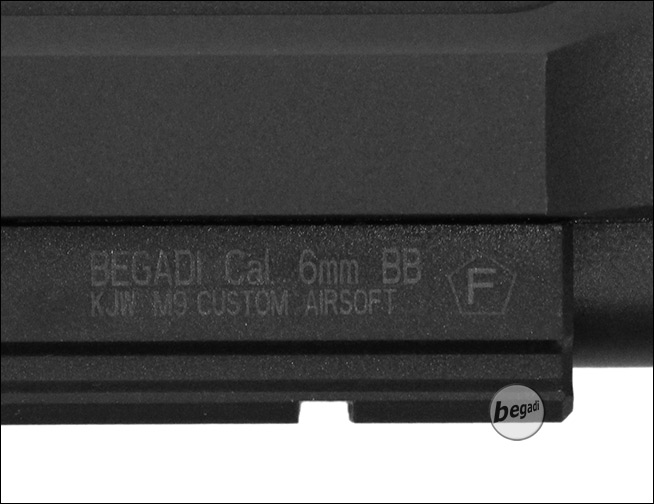 BEGADI Cal. 6mm BB
KJW M9 CUSTOM AIRSOFT
F
begadi